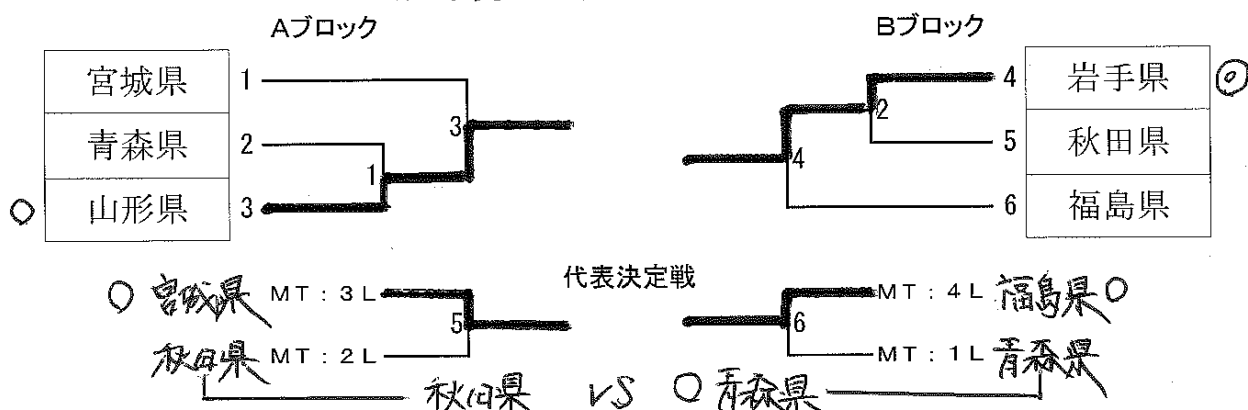 Aブロック Bブロック
宮城県 1 4 岩手県 ◎
3 2
青森県 2 5 秋田県
1 4
○ 山形県 3 6 福島県
代表決定戦
○ 宮城県 MT:3L MT:4L 福島県 ○
5 6
秋田県 MT:2L MT:1L 青森県
秋田県 VS ○ 青森県